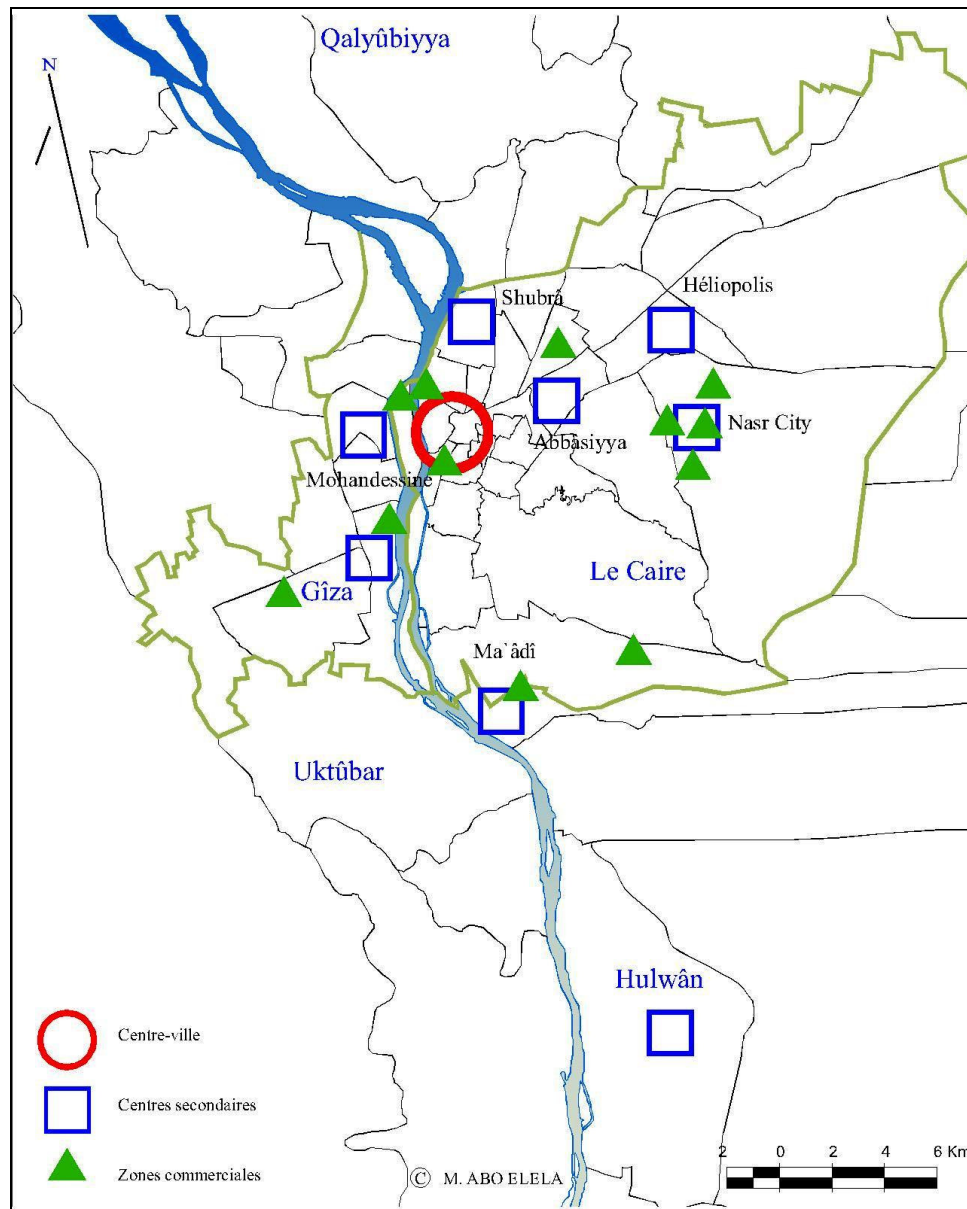 Qalyûbiyya
N
Héliopolis
Shubrâ
Nasr City
Abbâsiyya
Mohandessine
Le Caire
Gîza
Ma`âdî
Uktûbar
Hulwân
Centre-ville
Centres secondaires
Zones commerciales
© M. ABO ELELA
2 0 2 4 6 Km